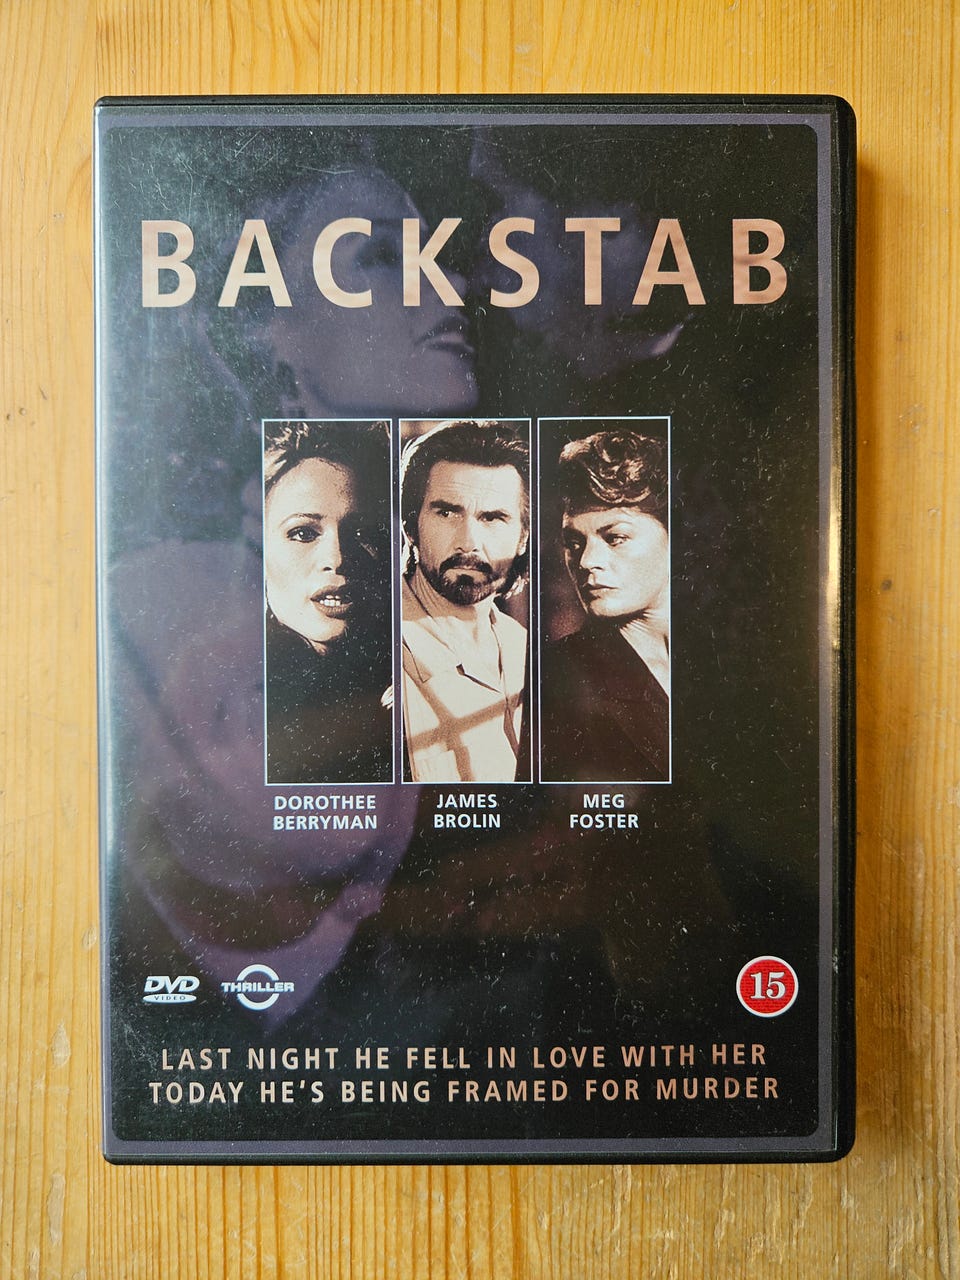 BACKSTAB
DOROTHEE
BERRYMAN
JAMES
BROLIN
MEG
FOSTER
DVD
VIDEO
THRILLER
15
LAST NIGHT HE FELL IN LOVE WITH HER
TODAY HE'S BEING FRAMED FOR MURDER